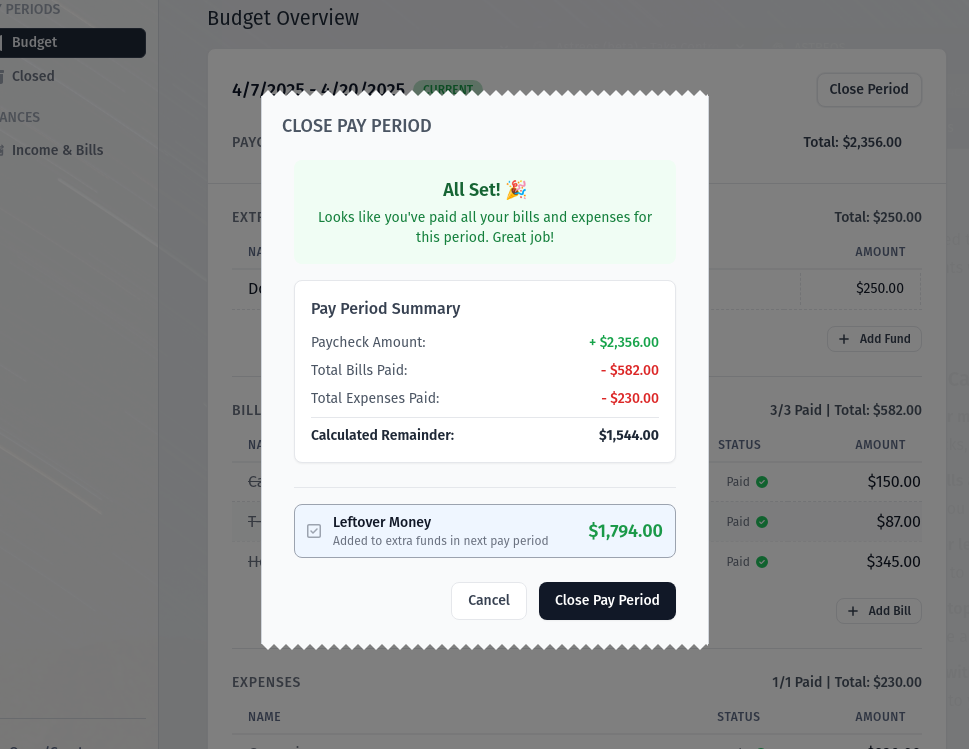 PERIODS
Budget Overview
Budget
Closed
4/7/2025 - 4/20/2025
CURRENT
Close Period
ANCES
Income & Bills
PAYC
Total: $2,356.00
CLOSE PAY PERIOD
All Set! 🎉
Looks like you've paid all your bills and expenses for
this period. Great job!
EXTR
Total: $250.00
NA
AMOUNT
De
$250.00
Add Fund
Pay Period Summary
Paycheck Amount:
+ $2,356.00
Total Bills Paid:
- $582.00
Total Expenses Paid:
- $230.00
Calculated Remainder:
$1,544.00
BILL
3/3 Paid | Total: $582.00
NA
STATUS
AMOUNT
Ca
Paid
$150.00
T-
Paid
$87.00
Paid
$345.00
Leftover Money
Added to extra funds in next pay period
$1,794.00
Cancel
Close Pay Period
Add Bill
EXPENSES
1/1 Paid | Total: $230.00
NAME
STATUS
AMOUNT